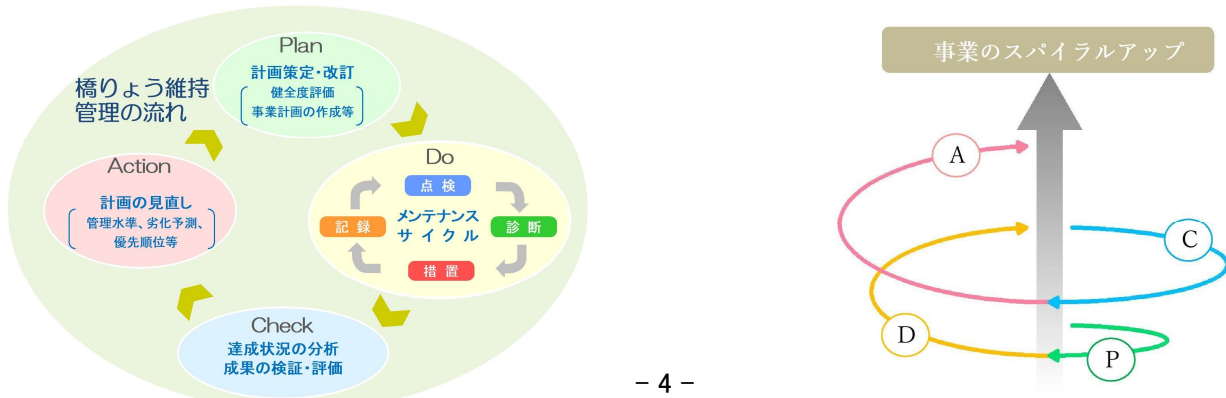 橋りょう維持
管理の流れ
Plan
計画策定・改訂
健全度評価
事業計画の作成等
Do
点検
診断
措置
記録
メンテナンス
サイクル
Check
達成状況の分析
成果の検証・評価
Action
計画の見直し
管理水準、劣化予測、
優先順位等
事業のスパイラルアップ
A
C
D
P
- 4 -